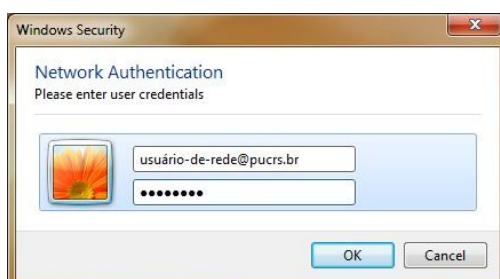 Windows Security
Network Authentication
Please enter user credentials
usuário-de-rede@pucrs.br
••••••••
OK
Cancel